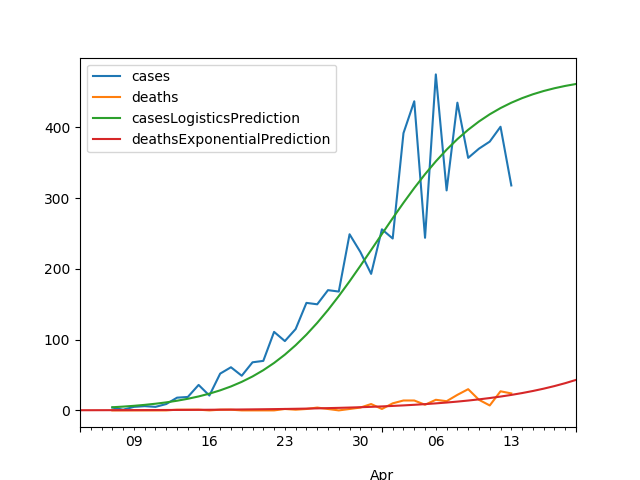 cases
deaths
casesLogisticsPrediction
deathsExponentialPrediction
400
300
200
100
0
09 16 23 30 06 13
Apr